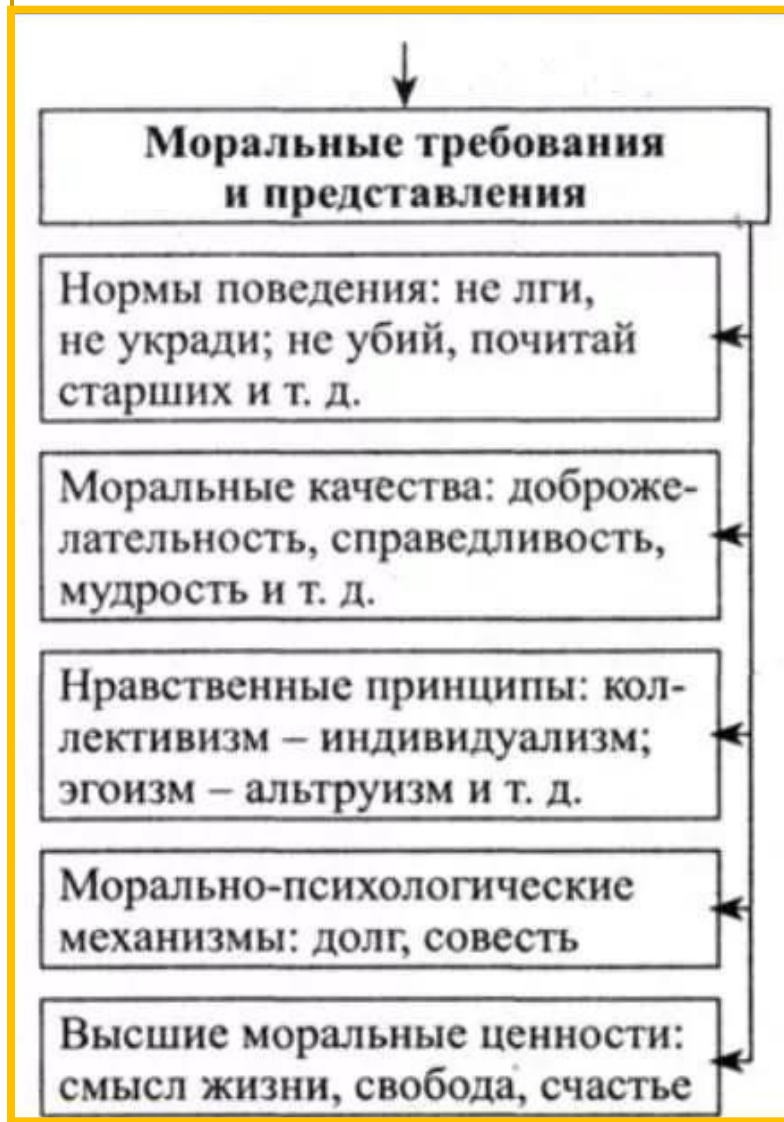 Моральные требования
и представления
Нормы поведения: не лги,
не укради; не убий, почитай
старших и т. д.
Моральные качества: доброже-
лательность, справедливость,
мудрость и т. д.
Нравственные принципы: кол-
лективизм – индивидуализм;
эгоизм – альтруизм и т. д.
Морально-психологические
механизмы: долг, совесть
Высшие моральные ценности:
смысл жизни, свобода, счастье